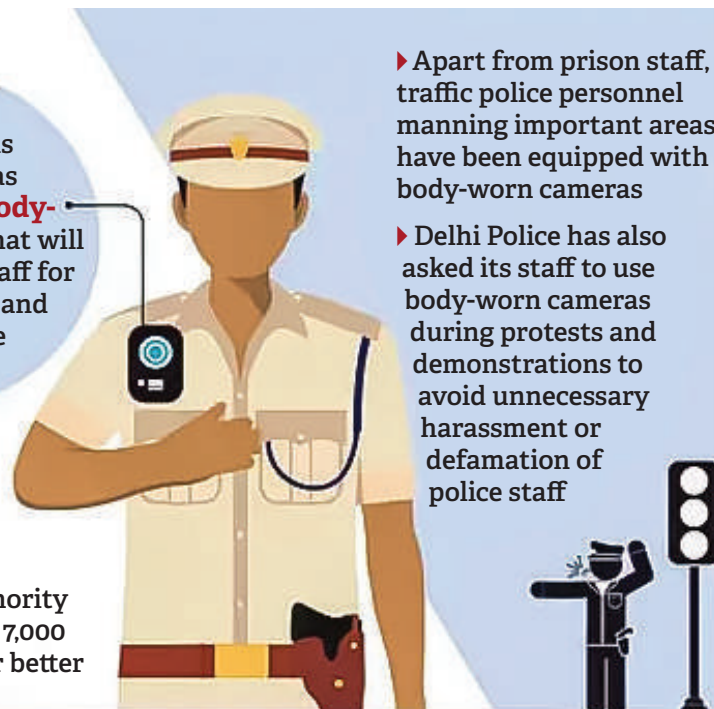 ody-
hat will
aff for
and
Apart from prison staff,
traffic police personnel
manning important areas
have been equipped with
body-worn cameras
Delhi Police has also
asked its staff to use
body-worn cameras
during protests and
demonstrations to
avoid unnecessary
harassment or
defamation of
police staff
hority
7,000
better